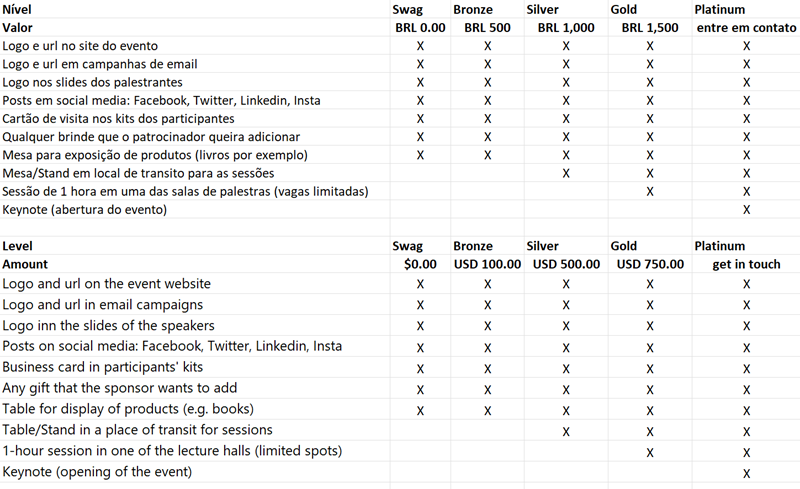 Nível Swag Bronze Silver Gold Platinum
Valor BRL 0.00 BRL 500 BRL 1,000 BRL 1,500 entre em contato
Logo e url no site do evento X X X X X
Logo e url em campanhas de email X X X X X
Logo nos slides dos palestrantes X X X X X
Posts em social media: Facebook, Twitter, Linkedin, Insta X X X X X
Cartão de visita nos kits dos participantes X X X X X
Qualquer brinde que o patrocinador queira adicionar X X X X X
Mesa para exposição de produtos (livros por exemplo) X X X X X
Mesa/Stand em local de transito para as sessões X X X
Sessão de 1 hora em uma das salas de palestras (vagas limitadas) X X
Keynote (abertura do evento) X
Level Swag Bronze Silver Gold Platinum
Amount $0.00 USD 100.00 USD 500.00 USD 750.00 get in touch
Logo and url on the event website X X X X X
Logo and url in email campaigns X X X X X
Logo inn the slides of the speakers X X X X X
Posts on social media: Facebook, Twitter, Linkedin, Insta X X X X X
Business card in participants' kits X X X X X
Any gift that the sponsor wants to add X X X X X
Table for display of products (e.g. books) X X X X X
Table/Stand in a place of transit for sessions X X X
1-hour session in one of the lecture halls (limited spots) X X
Keynote (opening of the event) X